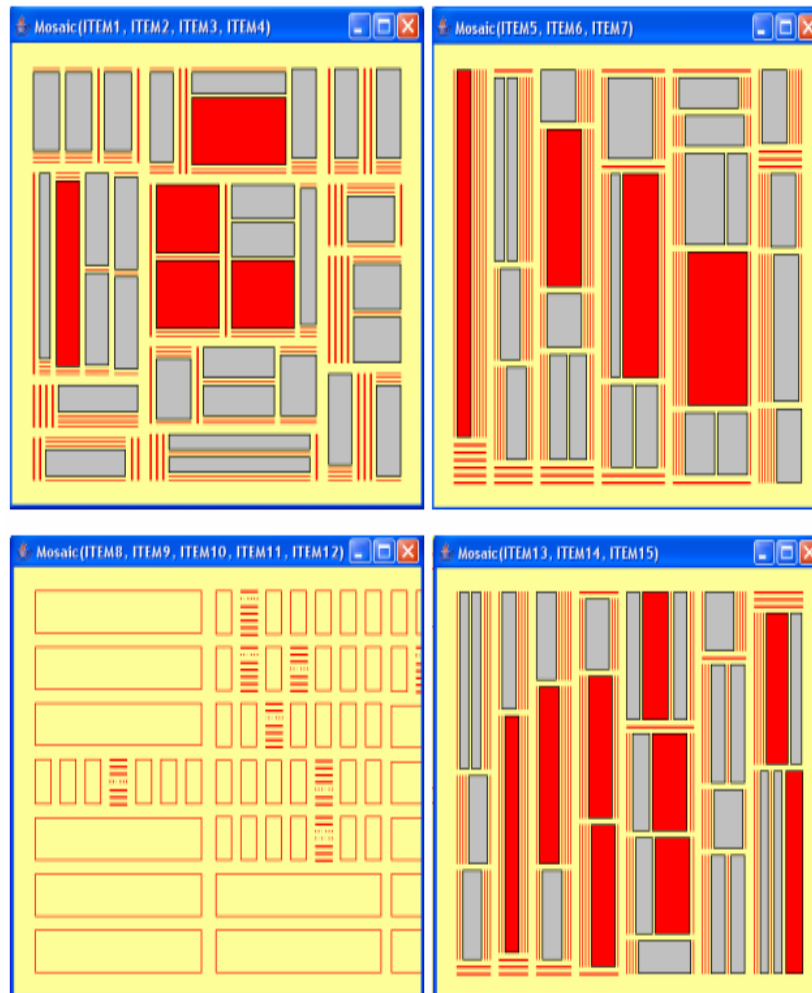 Mosaic(ITEM1, ITEM2, ITEM3, ITEM4)
Mosaic(ITEM5, ITEM6, ITEM7)
Mosaic(ITEM8, ITEM9, ITEM10, ITEM11, ITEM12)
Mosaic(ITEM13, ITEM14, ITEM15)